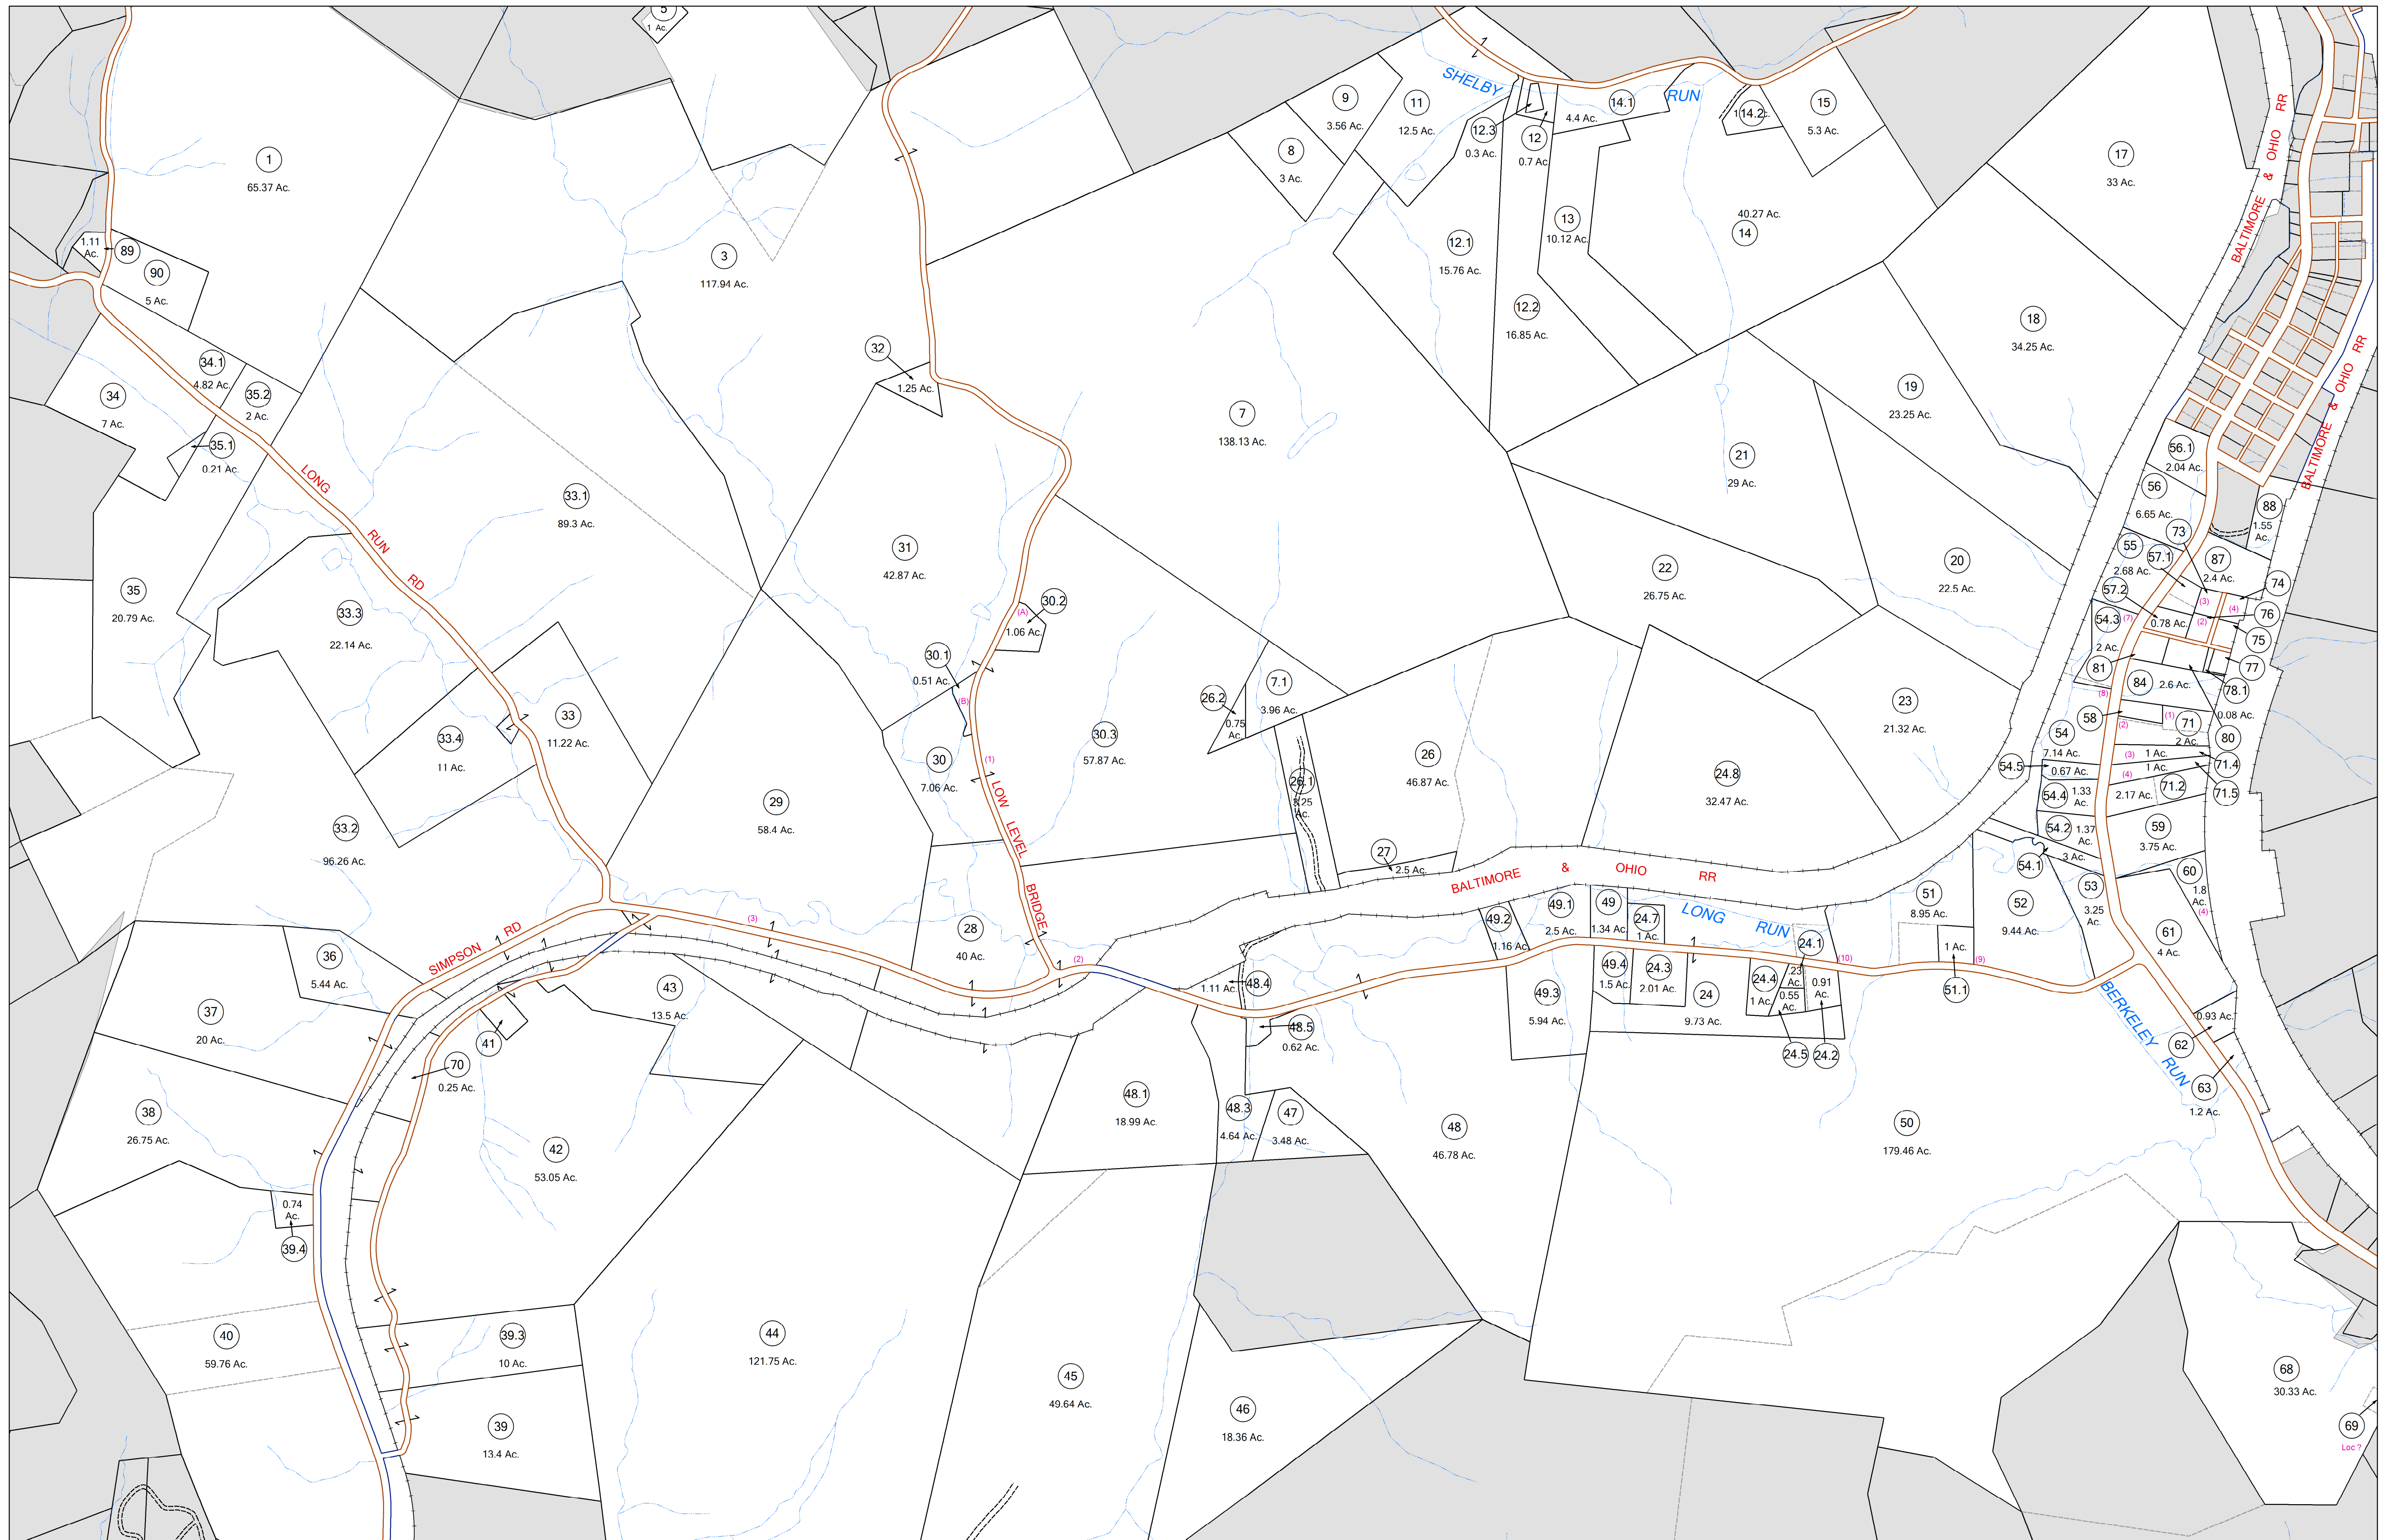 5
1 Ac.
SHELBY
RUN
1
65.37 Ac.
9
3.56 Ac.
11
12.5 Ac.
12.3
0.3 Ac.
12
0.7 Ac.
14.1
4.4 Ac.
14.2
15
5.3 Ac.
17
33 Ac.
BALTIMORE & OHIO RR
8
3 Ac.
13
10.12 Ac.
40.27 Ac.
14
1.11
Ac.
89
90
5 Ac.
3
117.94 Ac.
12.1
15.76 Ac.
12.2
16.85 Ac.
18
34.25 Ac.
BALTIMORE & OHIO RR
34.1
4.82 Ac.
35.2
2 Ac.
34
7 Ac.
35.1
0.21 Ac.
32
1.25 Ac.
7
138.13 Ac.
19
23.25 Ac.
21
29 Ac.
56.1
2.04 Ac.
56
6.65 Ac.
88
1.55
Ac.
LONG
RUN
RD
33.1
89.3 Ac.
31
42.87 Ac.
22
26.75 Ac.
20
22.5 Ac.
73
55
57.1
2.68 Ac.
87
2.4 Ac.
74
57.2
(3)
(4)
76
54.3
(7)
0.78 Ac.
(2)
75
2 Ac.
81
77
84
2.6 Ac.
78.1
(8)
0.08 Ac.
35
20.79 Ac.
33.3
22.14 Ac.
30.2
(A)
1.06 Ac.
30.1
0.51 Ac.
(B)
26.2
0.75
Ac.
7.1
3.96 Ac.
23
21.32 Ac.
58
(1)
(2)
71
2 Ac.
80
54
7.14 Ac.
(3)
1 Ac.
71.4
54.5
0.67 Ac.
(4)
1 Ac.
54.4
1.33
Ac.
2.17 Ac.
71.2
71.5
33
11.22 Ac.
33.4
11 Ac.
30
7.06 Ac.
(1)
30.3
57.87 Ac.
26.1
3.25
Ac.
26
46.87 Ac.
24.8
32.47 Ac.
LOW
LEVEL
BRIDGE
33.2
96.26 Ac.
29
58.4 Ac.
27
2.5 Ac.
BALTIMORE & OHIO RR
54.2
1.37
Ac.
59
3.75 Ac.
54.1
3 Ac.
53
3.25
Ac.
60
1.8
Ac.
(4)
SIMPSON RD
(3)
28
40 Ac.
(2)
49.2
1.16 Ac.
49.1
2.5 Ac.
49
1.34 Ac.
24.7
1 Ac.
LONG
RUN
24.1
(10)
51
8.95 Ac.
1 Ac.
51.1
(9)
52
9.44 Ac.
61
4 Ac.
36
5.44 Ac.
37
20 Ac.
43
13.5 Ac.
41
1.11 Ac.
48.4
48.5
0.62 Ac.
49.3
5.94 Ac.
49.4
1.5 Ac.
24.3
2.01 Ac.
24
9.73 Ac.
24.4
1 Ac.
.23
Ac.
0.55
Ac.
0.91
Ac.
24.5
24.2
BERKELEY
RUN
0.93 Ac.
62
63
1.2 Ac.
70
0.25 Ac.
38
26.75 Ac.
42
53.05 Ac.
48.1
18.99 Ac.
48.3
4.64 Ac.
47
3.48 Ac.
48
46.78 Ac.
50
179.46 Ac.
0.74
Ac.
39.4
40
59.76 Ac.
39.3
10 Ac.
44
121.75 Ac.
45
49.64 Ac.
46
18.36 Ac.
68
30.33 Ac.
69
Loc ?
39
13.4 Ac.